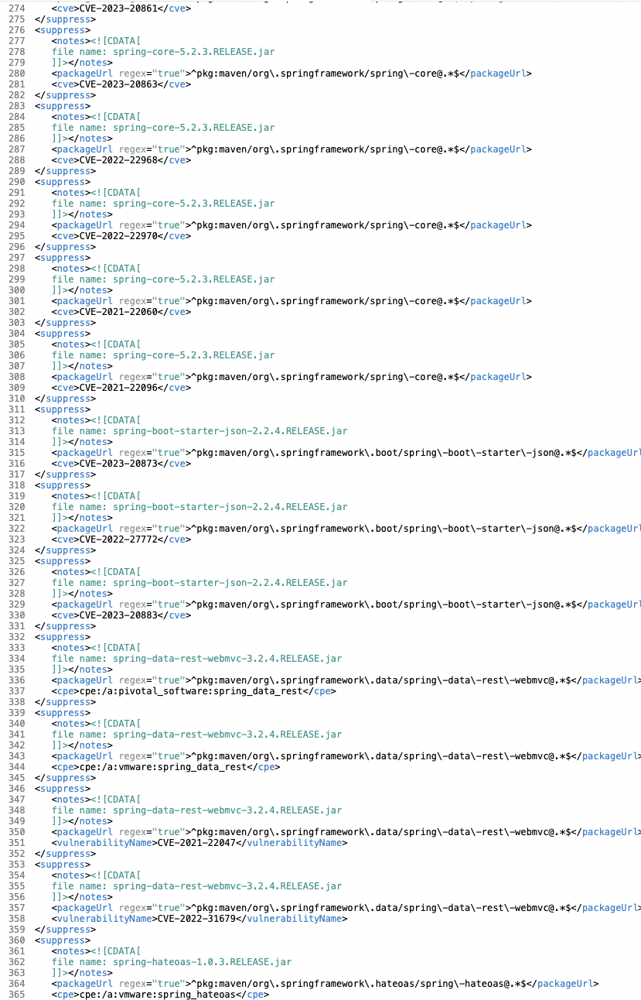 274 <cve>CVE-2023-20861</cve>
275 </suppress>
276 <suppress>
277 <notes><![CDATA[
278 file name: spring-core-5.2.3.RELEASE.jar
279 ]]></notes>
280 <packageUrl regex="true">^pkg:maven/org\.springframework/spring\-core@.*$</packageUrl>
281 <cve>CVE-2023-20863</cve>
282 </suppress>
283 <suppress>
284 <notes><![CDATA[
285 file name: spring-core-5.2.3.RELEASE.jar
286 ]]></notes>
287 <packageUrl regex="true">^pkg:maven/org\.springframework/spring\-core@.*$</packageUrl>
288 <cve>CVE-2022-22968</cve>
289 </suppress>
290 <suppress>
291 <notes><![CDATA[
292 file name: spring-core-5.2.3.RELEASE.jar
293 ]]></notes>
294 <packageUrl regex="true">^pkg:maven/org\.springframework/spring\-core@.*$</packageUrl>
295 <cve>CVE-2022-22970</cve>
296 </suppress>
297 <suppress>
298 <notes><![CDATA[
299 file name: spring-core-5.2.3.RELEASE.jar
300 ]]></notes>
301 <packageUrl regex="true">^pkg:maven/org\.springframework/spring\-core@.*$</packageUrl>
302 <cve>CVE-2021-22060</cve>
303 </suppress>
304 <suppress>
305 <notes><![CDATA[
306 file name: spring-core-5.2.3.RELEASE.jar
307 ]]></notes>
308 <packageUrl regex="true">^pkg:maven/org\.springframework/spring\-core@.*$</packageUrl>
309 <cve>CVE-2021-22096</cve>
310 </suppress>
311 <suppress>
312 <notes><![CDATA[
313 file name: spring-boot-starter-json-2.2.4.RELEASE.jar
314 ]]></notes>
315 <packageUrl regex="true">^pkg:maven/org\.springframework\.boot/spring\-boot\-starter\-json@.*$</packageUrl
316 <cve>CVE-2023-20873</cve>
317 </suppress>
318 <suppress>
319 <notes><![CDATA[
320 file name: spring-boot-starter-json-2.2.4.RELEASE.jar
321 ]]></notes>
322 <packageUrl regex="true">^pkg:maven/org\.springframework\.boot/spring\-boot\-starter\-json@.*$</packageUrl
323 <cve>CVE-2022-27772</cve>
324 </suppress>
325 <suppress>
326 <notes><![CDATA[
327 file name: spring-boot-starter-json-2.2.4.RELEASE.jar
328 ]]></notes>
329 <packageUrl regex="true">^pkg:maven/org\.springframework\.boot/spring\-boot\-starter\-json@.*$</packageUrl
330 <cve>CVE-2023-20883</cve>
331 </suppress>
332 <suppress>
333 <notes><![CDATA[
334 file name: spring-data-rest-webmvc-3.2.4.RELEASE.jar
335 ]]></notes>
336 <packageUrl regex="true">^pkg:maven/org\.springframework\.data/spring\-data\-rest\-webmvc@.*$</packageUrl>
337 <cpe>cpe:/a:pivotal_software:spring_data_rest</cpe>
338 </suppress>
339 <suppress>
340 <notes><![CDATA[
341 file name: spring-data-rest-webmvc-3.2.4.RELEASE.jar
342 ]]></notes>
343 <packageUrl regex="true">^pkg:maven/org\.springframework\.data/spring\-data\-rest\-webmvc@.*$</packageUrl>
344 <cpe>cpe:/a:vmware:spring_data_rest</cpe>
345 </suppress>
346 <suppress>
347 <notes><![CDATA[
348 file name: spring-data-rest-webmvc-3.2.4.RELEASE.jar
349 ]]></notes>
350 <packageUrl regex="true">^pkg:maven/org\.springframework\.data/spring\-data\-rest\-webmvc@.*$</packageUrl>
351 <vulnerabilityName>CVE-2021-22047</vulnerabilityName>
352 </suppress>
353 <suppress>
354 <notes><![CDATA[
355 file name: spring-data-rest-webmvc-3.2.4.RELEASE.jar
356 ]]></notes>
357 <packageUrl regex="true">^pkg:maven/org\.springframework\.data/spring\-data\-rest\-webmvc@.*$</packageUrl>
358 <vulnerabilityName>CVE-2022-31679</vulnerabilityName>
359 </suppress>
360 <suppress>
361 <notes><![CDATA[
362 file name: spring-hateoas-1.0.3.RELEASE.jar
363 ]]></notes>
364 <packageUrl regex="true">^pkg:maven/org\.springframework\.hateoas/spring\-hateoas@.*$</packageUrl>
365 <cpe>cpe:/a:vmware:spring_hateoas</cpe>